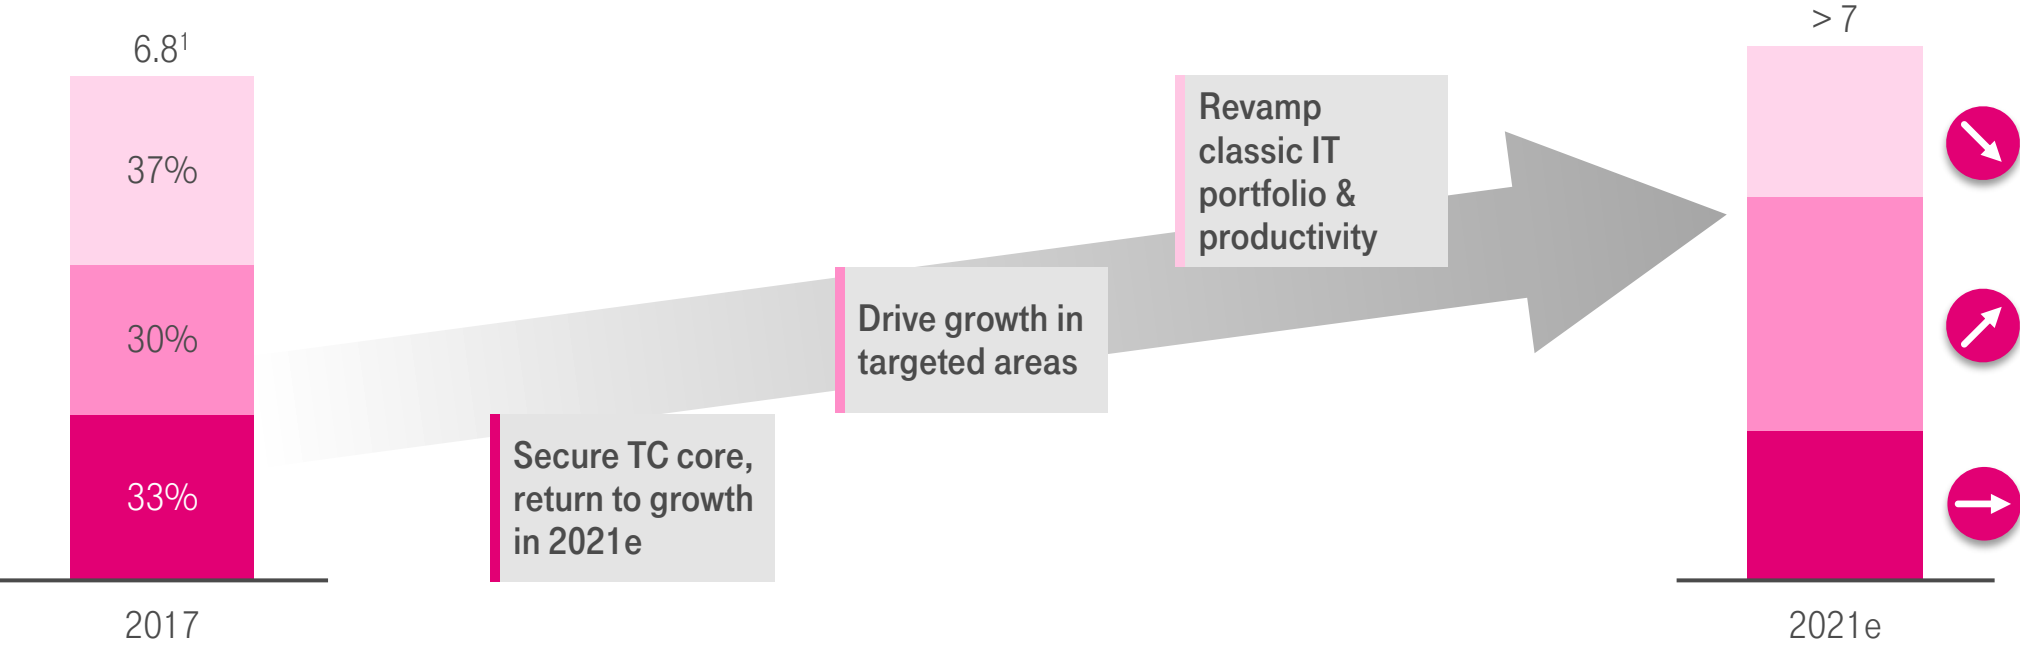 6.8¹
37%
30%
33%
2017
Secure TC core,
return to growth
in 2021e
Drive growth in
targeted areas
Revamp
classic IT
portfolio &
productivity
> 7
2021e